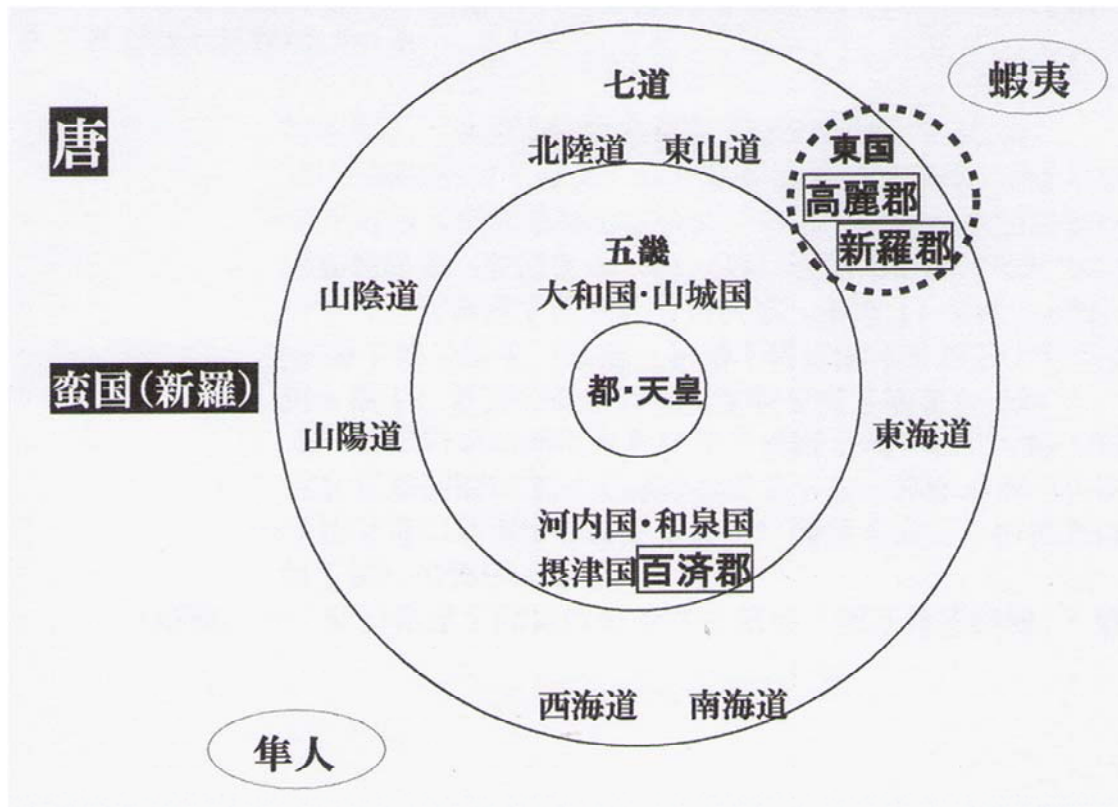 七道
蝦夷
唐
北陸道 東山道
東国
高麗郡
新羅郡
五畿
山陰道
大和国・山城国
蛮国(新羅)
都・天皇
山陽道
東海道
河内国・和泉国
摂津国百済郡
西海道 南海道
隼人